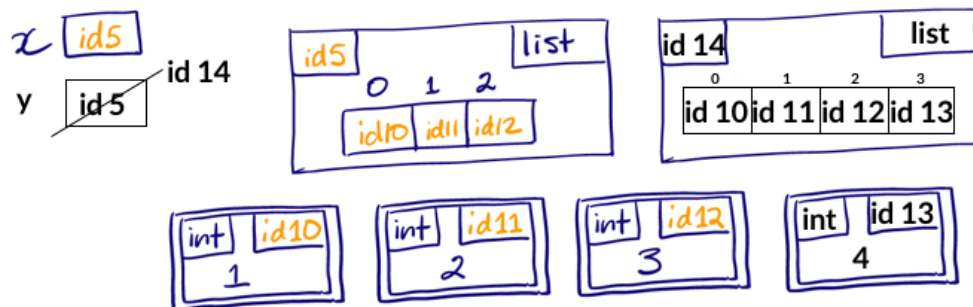 x id5
y id 5 id 14
id5 list
0 1 2
id10 id11 id12
id 14 list
0 1 2 3
id 10 id 11 id 12 id 13
int id10
1
int id11
2
int id12
3
int id 13
4